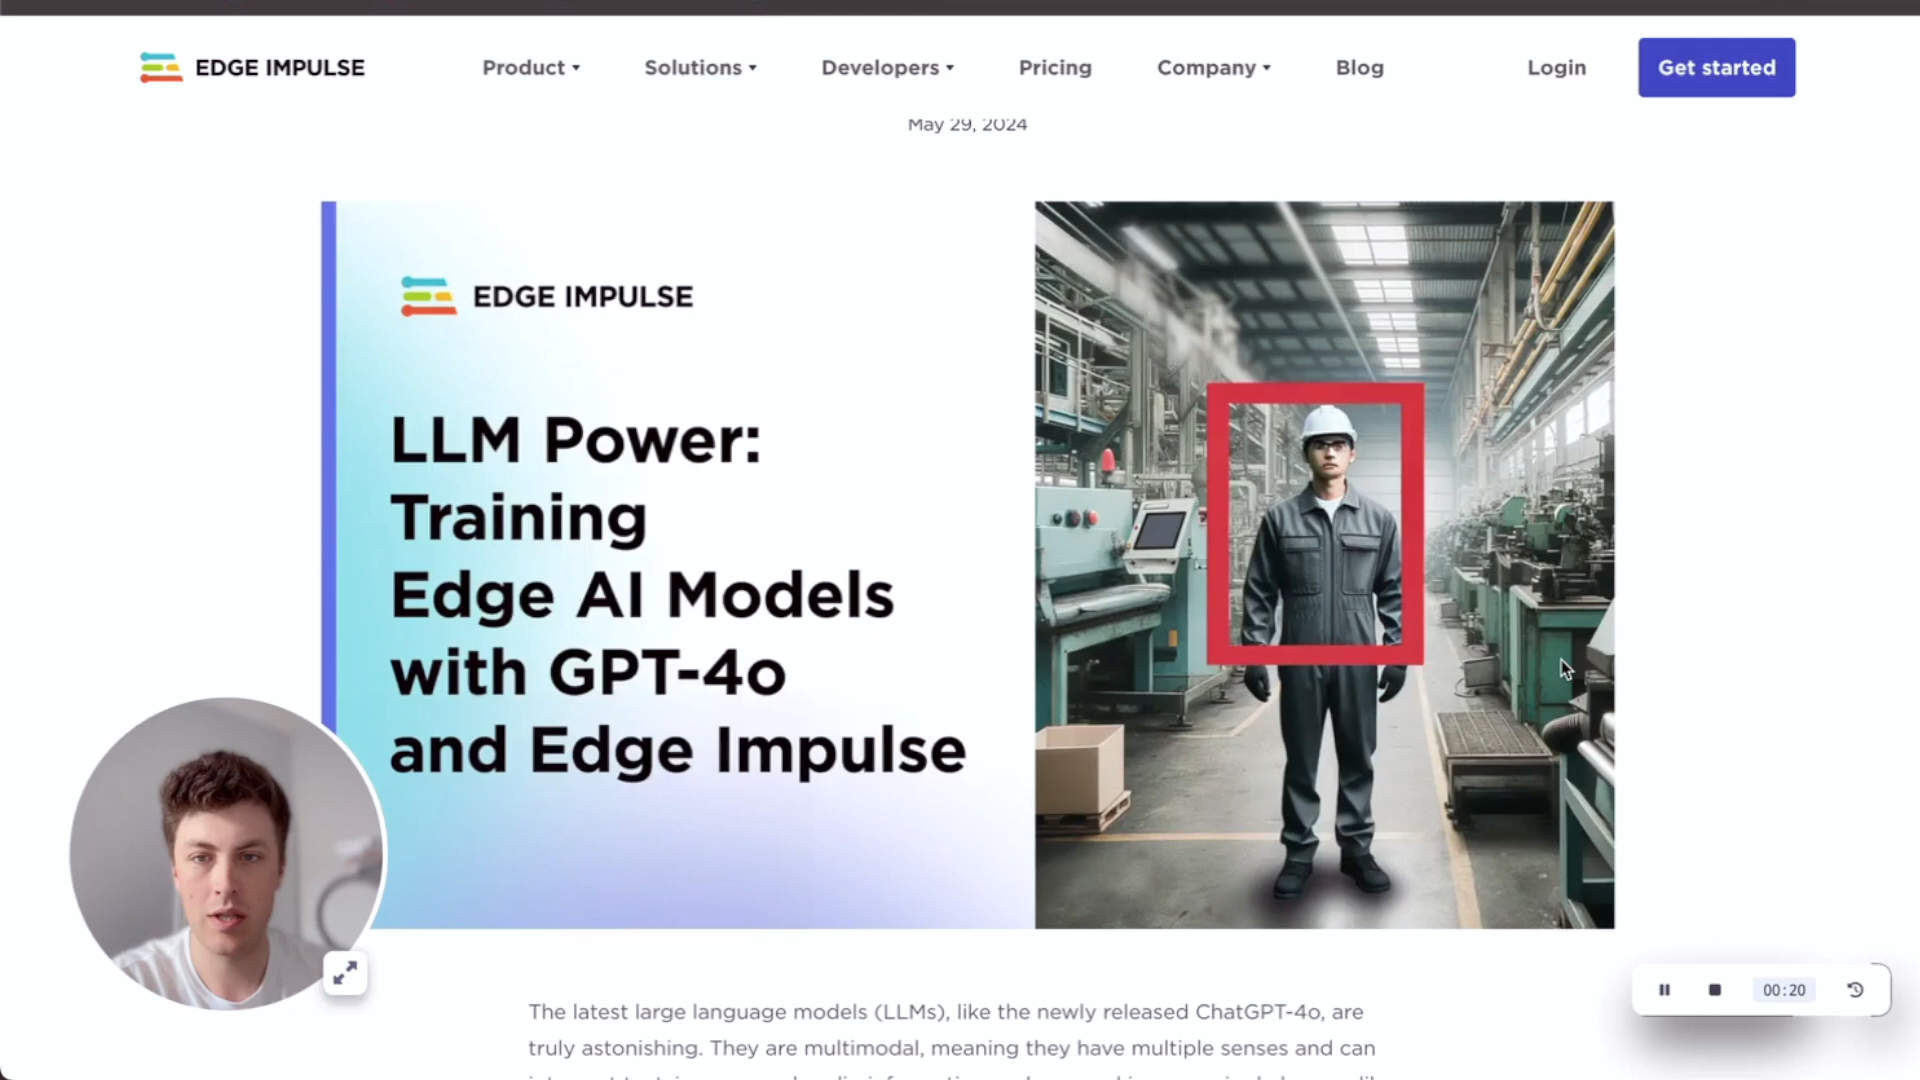 EDGE IMPULSE
Product
Solutions
Developers
Pricing
Company
Blog
Login
Get started
May 29, 2024
EDGE IMPULSE
LLM Power:
Training
Edge AI Models
with GPT-4o
and Edge Impulse
The latest large language models (LLMs), like the newly released ChatGPT-4o, are
truly astonishing. They are multimodal, meaning they have multiple senses and can
00:20